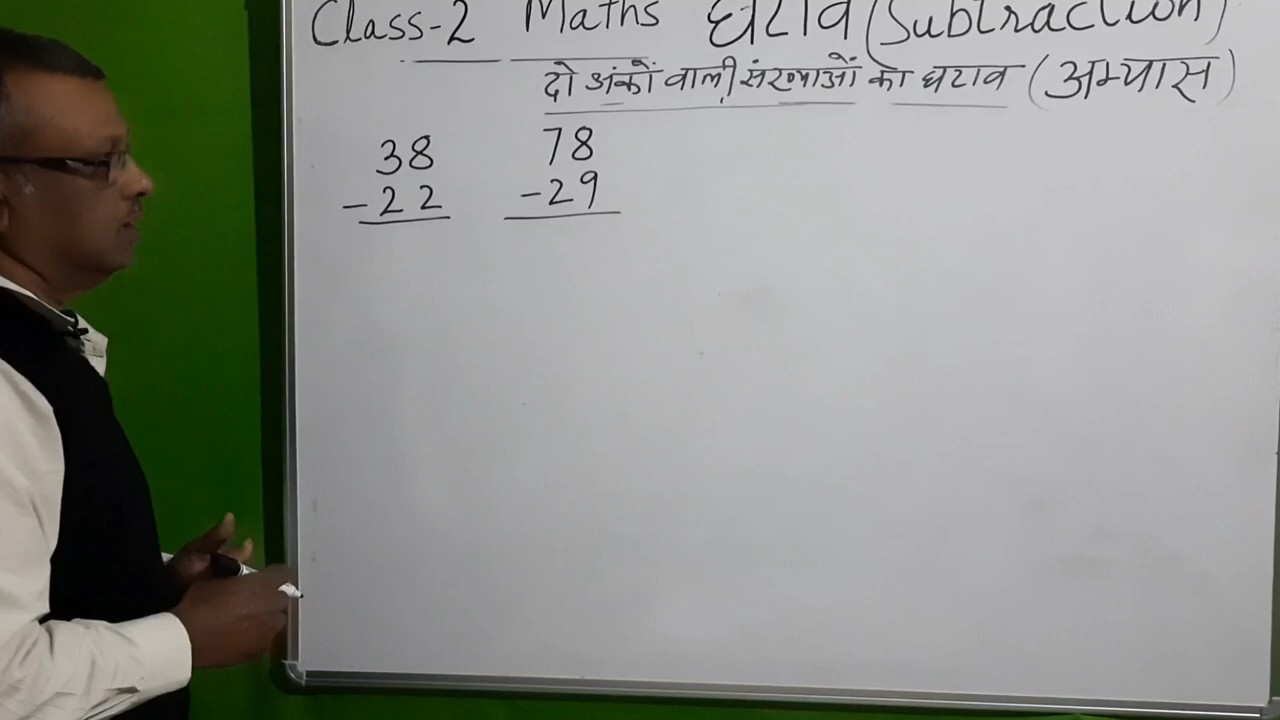 Class-2 Maths घटाव (Subtraction)
दो अंकों वाली संख्याओं का घटाव (अभ्यास)
38 78
-22 -29